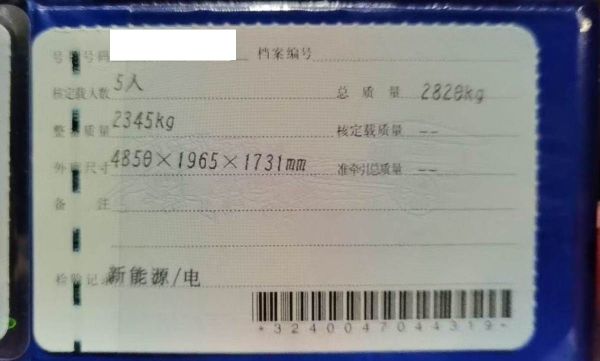 号牌号码 档案编号
核定载人数 5人 总质量 2820kg
整备质量 2345kg 核定载质量 --
外廓尺寸 4850×1965×1731mm 准牵引总质量 --
备注
检验记录 新能源/电
*3240047044319*